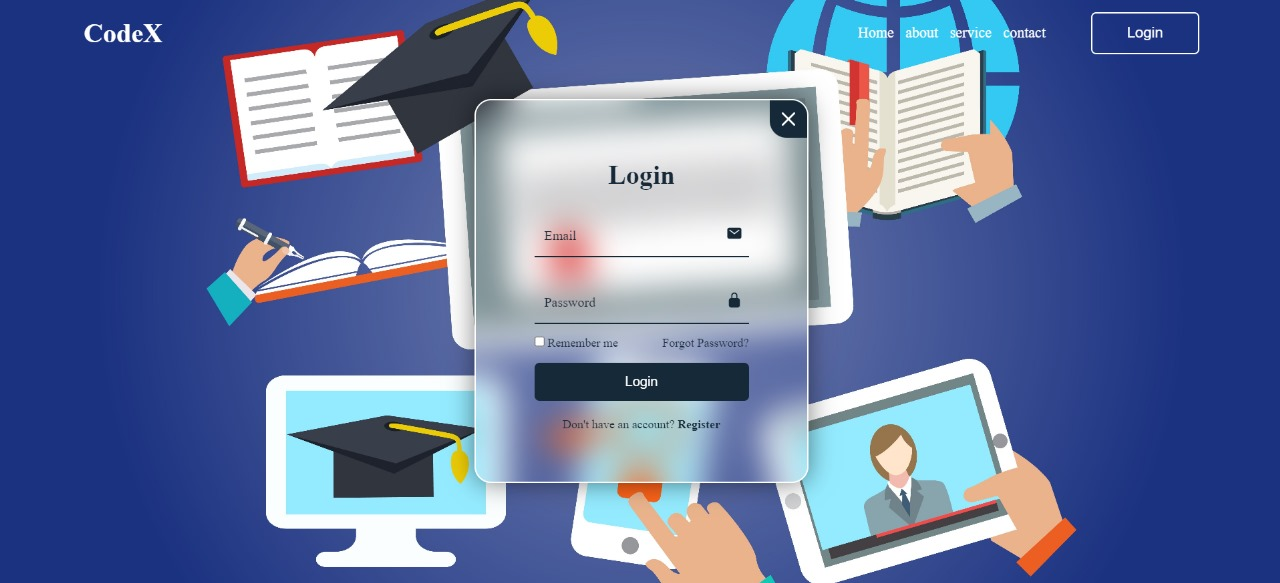 CodeX
Home about service contact Login
Login
Email
Password
Remember me Forgot Password?
Login
Don't have an account? Register